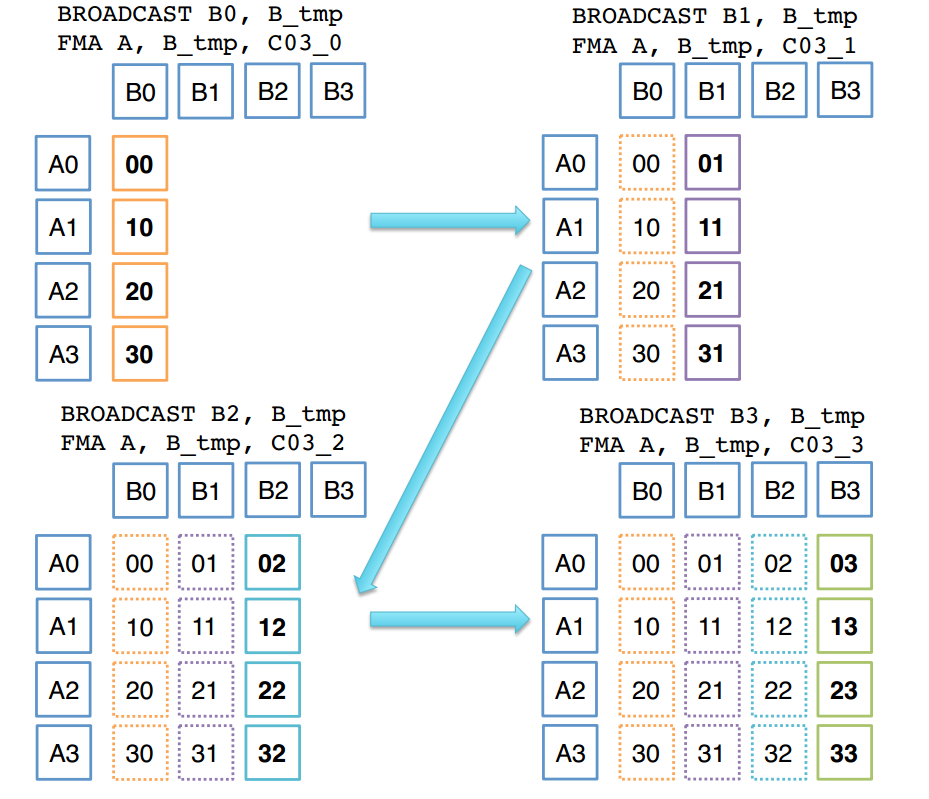 BROADCAST B0, B_tmp
FMA A, B_tmp, C03_0
B0 B1 B2 B3
A0 00
A1 10
A2 20
A3 30
BROADCAST B1, B_tmp
FMA A, B_tmp, C03_1
B0 B1 B2 B3
A0 00 01
A1 10 11
A2 20 21
A3 30 31
BROADCAST B2, B_tmp
FMA A, B_tmp, C03_2
B0 B1 B2 B3
A0 00 01 02
A1 10 11 12
A2 20 21 22
A3 30 31 32
BROADCAST B3, B_tmp
FMA A, B_tmp, C03_3
B0 B1 B2 B3
A0 00 01 02 03
A1 10 11 12 13
A2 20 21 22 23
A3 30 31 32 33